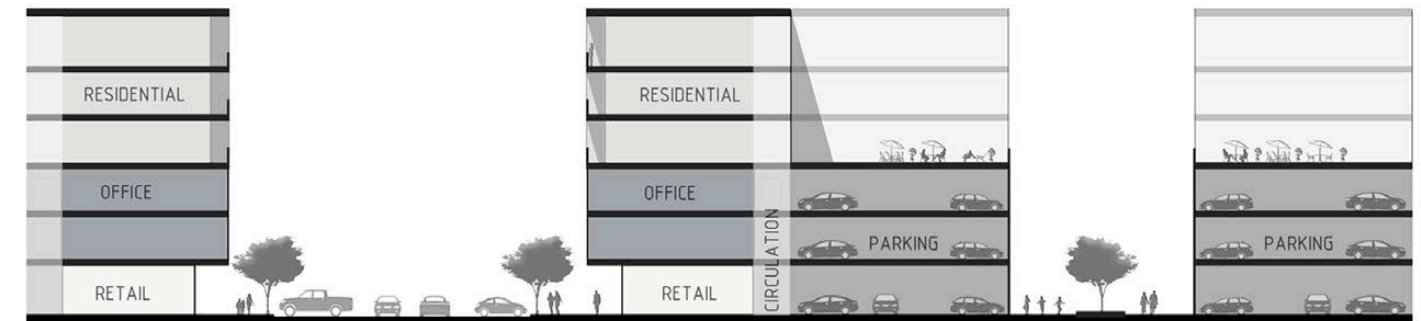 RESIDENTIAL
RESIDENTIAL
OFFICE
OFFICE
CIRCULATION
PARKING
PARKING
RETAIL
RETAIL